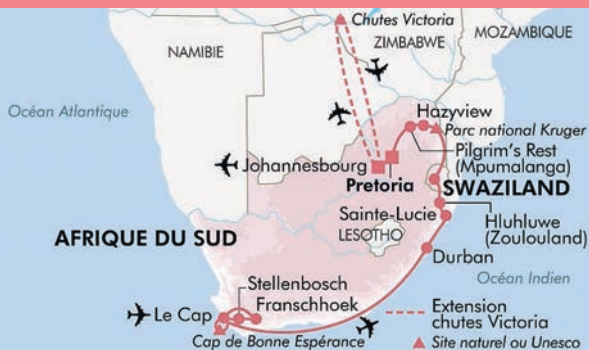 Chutes Victoria
ZIMBABWE
MOZAMBIQUE
NAMIBIE
Océan Atlantique
Hazyview
Parc national Kruger
Johannesbourg
Pilgrim's Rest
(Mpumalanga)
Pretoria
SWAZILAND
Sainte-Lucie
Hluhluwe
(Zoulouland)
LESOTHO
AFRIQUE DU SUD
Durban
Océan Indien
Stellenbosch
Franschhoek
Le Cap
Extension
chutes Victoria
Cap de Bonne Espérance
Site naturel ou Unesco